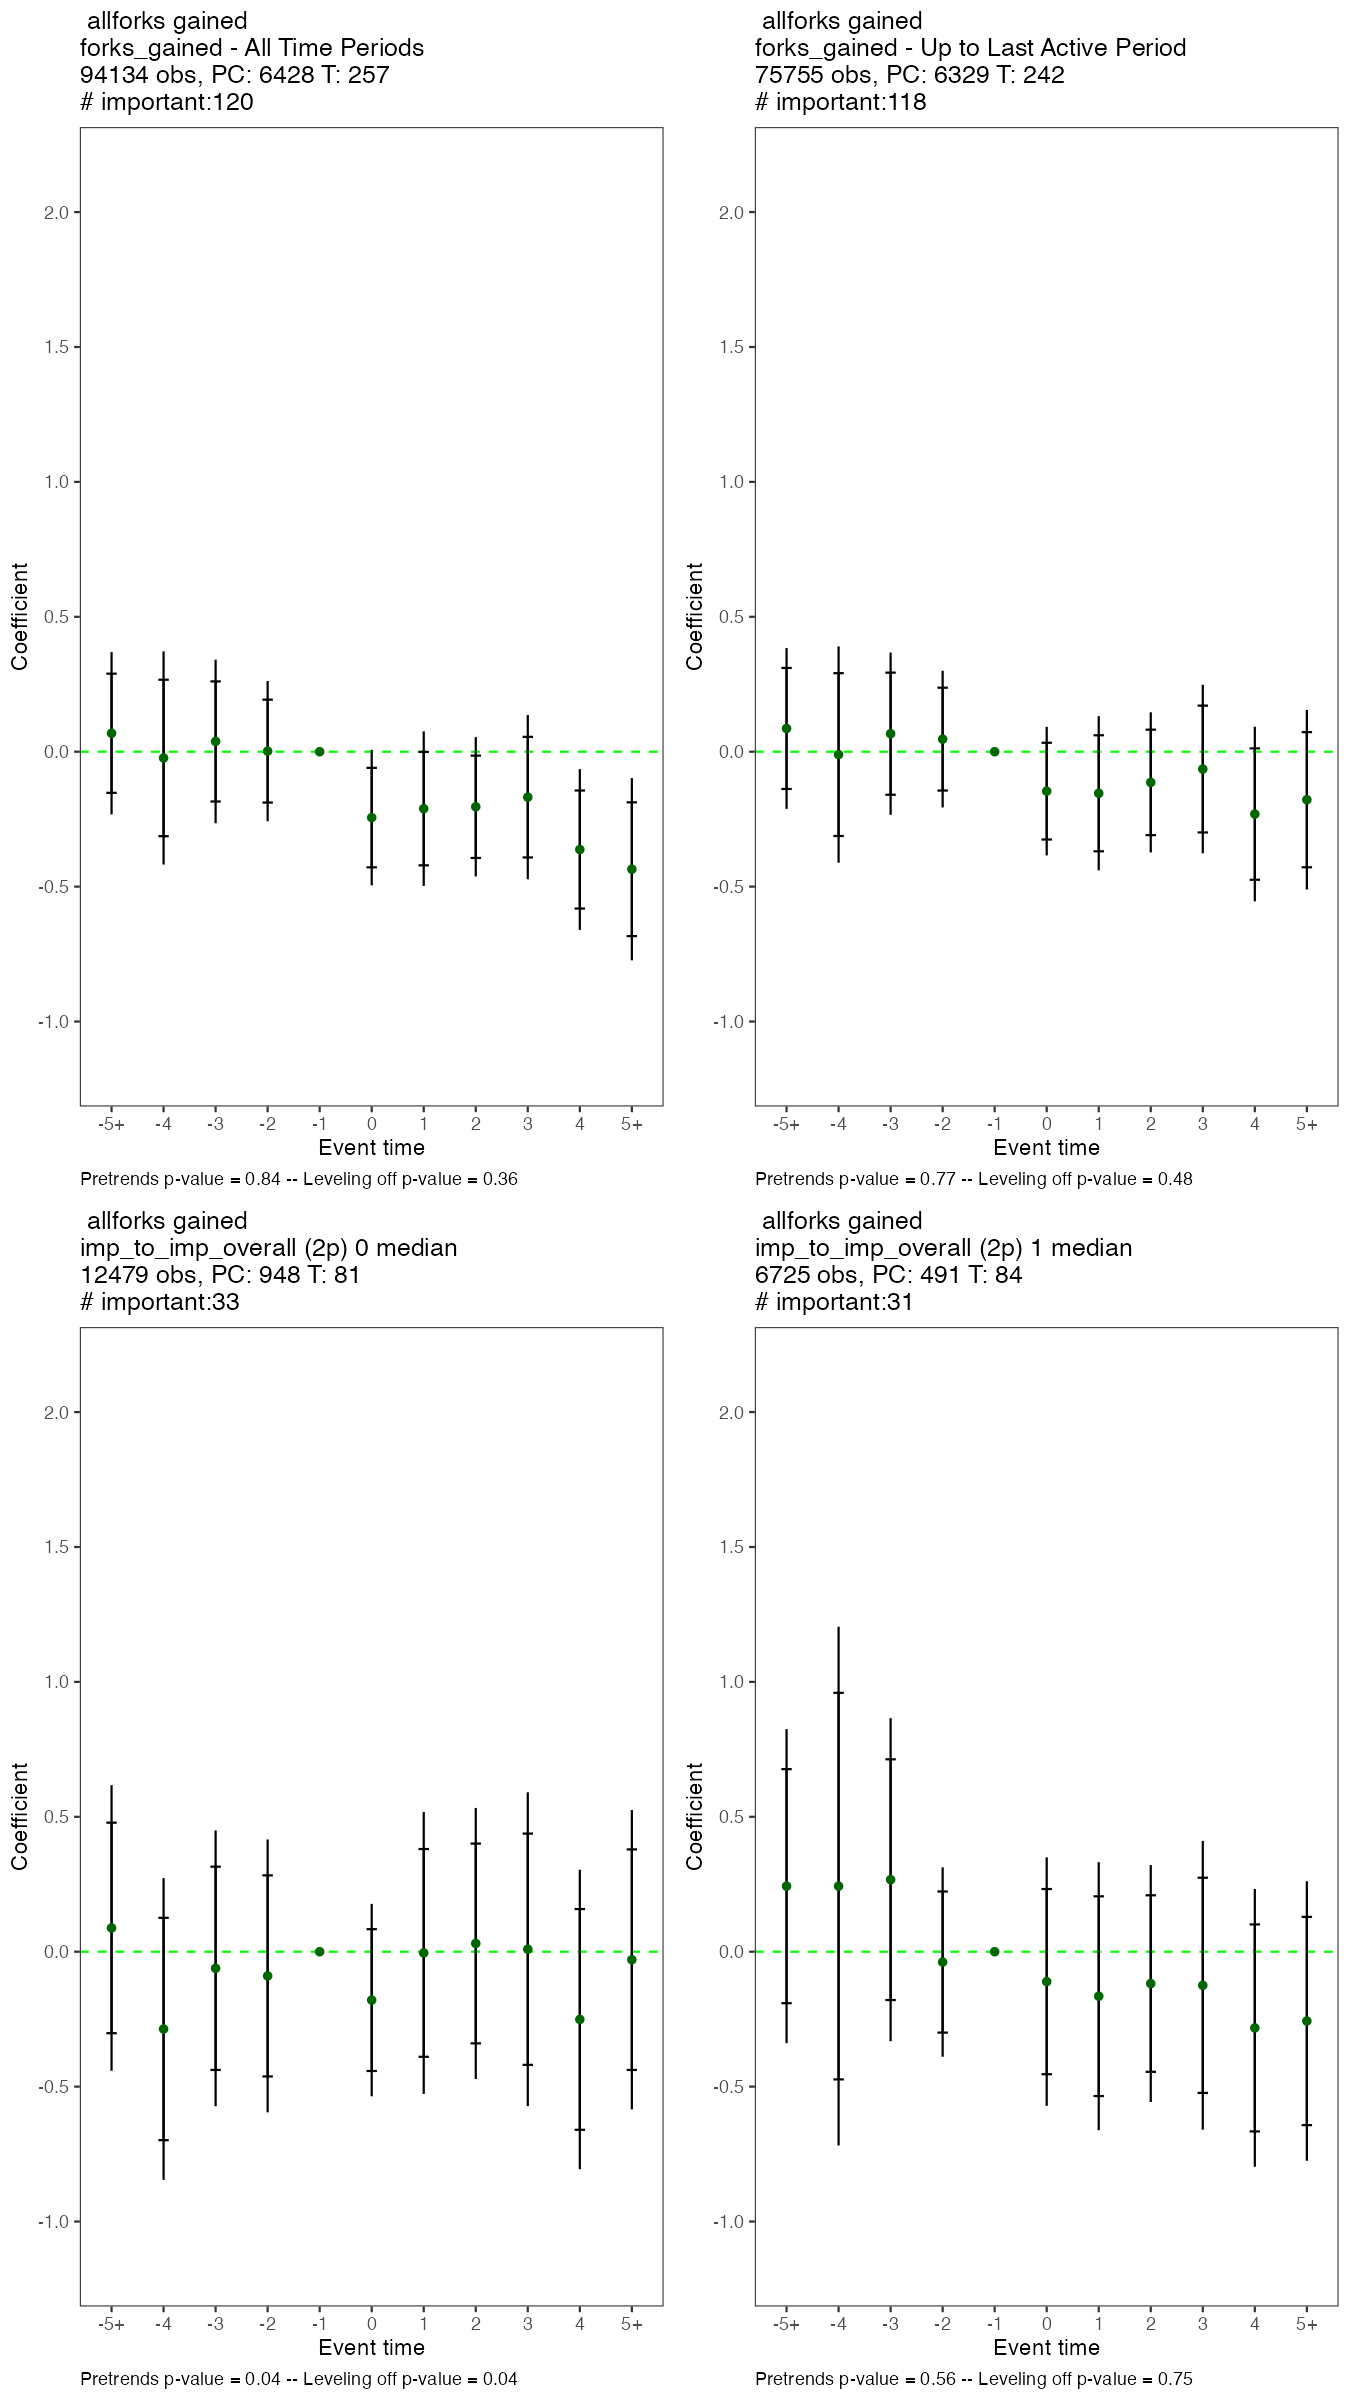 allforks gained
forks_gained - All Time Periods
94134 obs, PC: 6428 T: 257
# important:120
2.0
1.5
1.0
0.5
0.0
-0.5
-1.0
Coefficient
-5+ -4 -3 -2 -1 0 1 2 3 4 5+
Event time
Pretrends p-value = 0.84 -- Leveling off p-value = 0.36
allforks gained
forks_gained - Up to Last Active Period
75755 obs, PC: 6329 T: 242
# important:118
2.0
1.5
1.0
0.5
0.0
-0.5
-1.0
Coefficient
-5+ -4 -3 -2 -1 0 1 2 3 4 5+
Event time
Pretrends p-value = 0.77 -- Leveling off p-value = 0.48
allforks gained
imp_to_imp_overall (2p) 0 median
12479 obs, PC: 948 T: 81
# important:33
2.0
1.5
1.0
0.5
0.0
-0.5
-1.0
Coefficient
-5+ -4 -3 -2 -1 0 1 2 3 4 5+
Event time
Pretrends p-value = 0.04 -- Leveling off p-value = 0.04
allforks gained
imp_to_imp_overall (2p) 1 median
6725 obs, PC: 491 T: 84
# important:31
2.0
1.5
1.0
0.5
0.0
-0.5
-1.0
Coefficient
-5+ -4 -3 -2 -1 0 1 2 3 4 5+
Event time
Pretrends p-value = 0.56 -- Leveling off p-value = 0.75